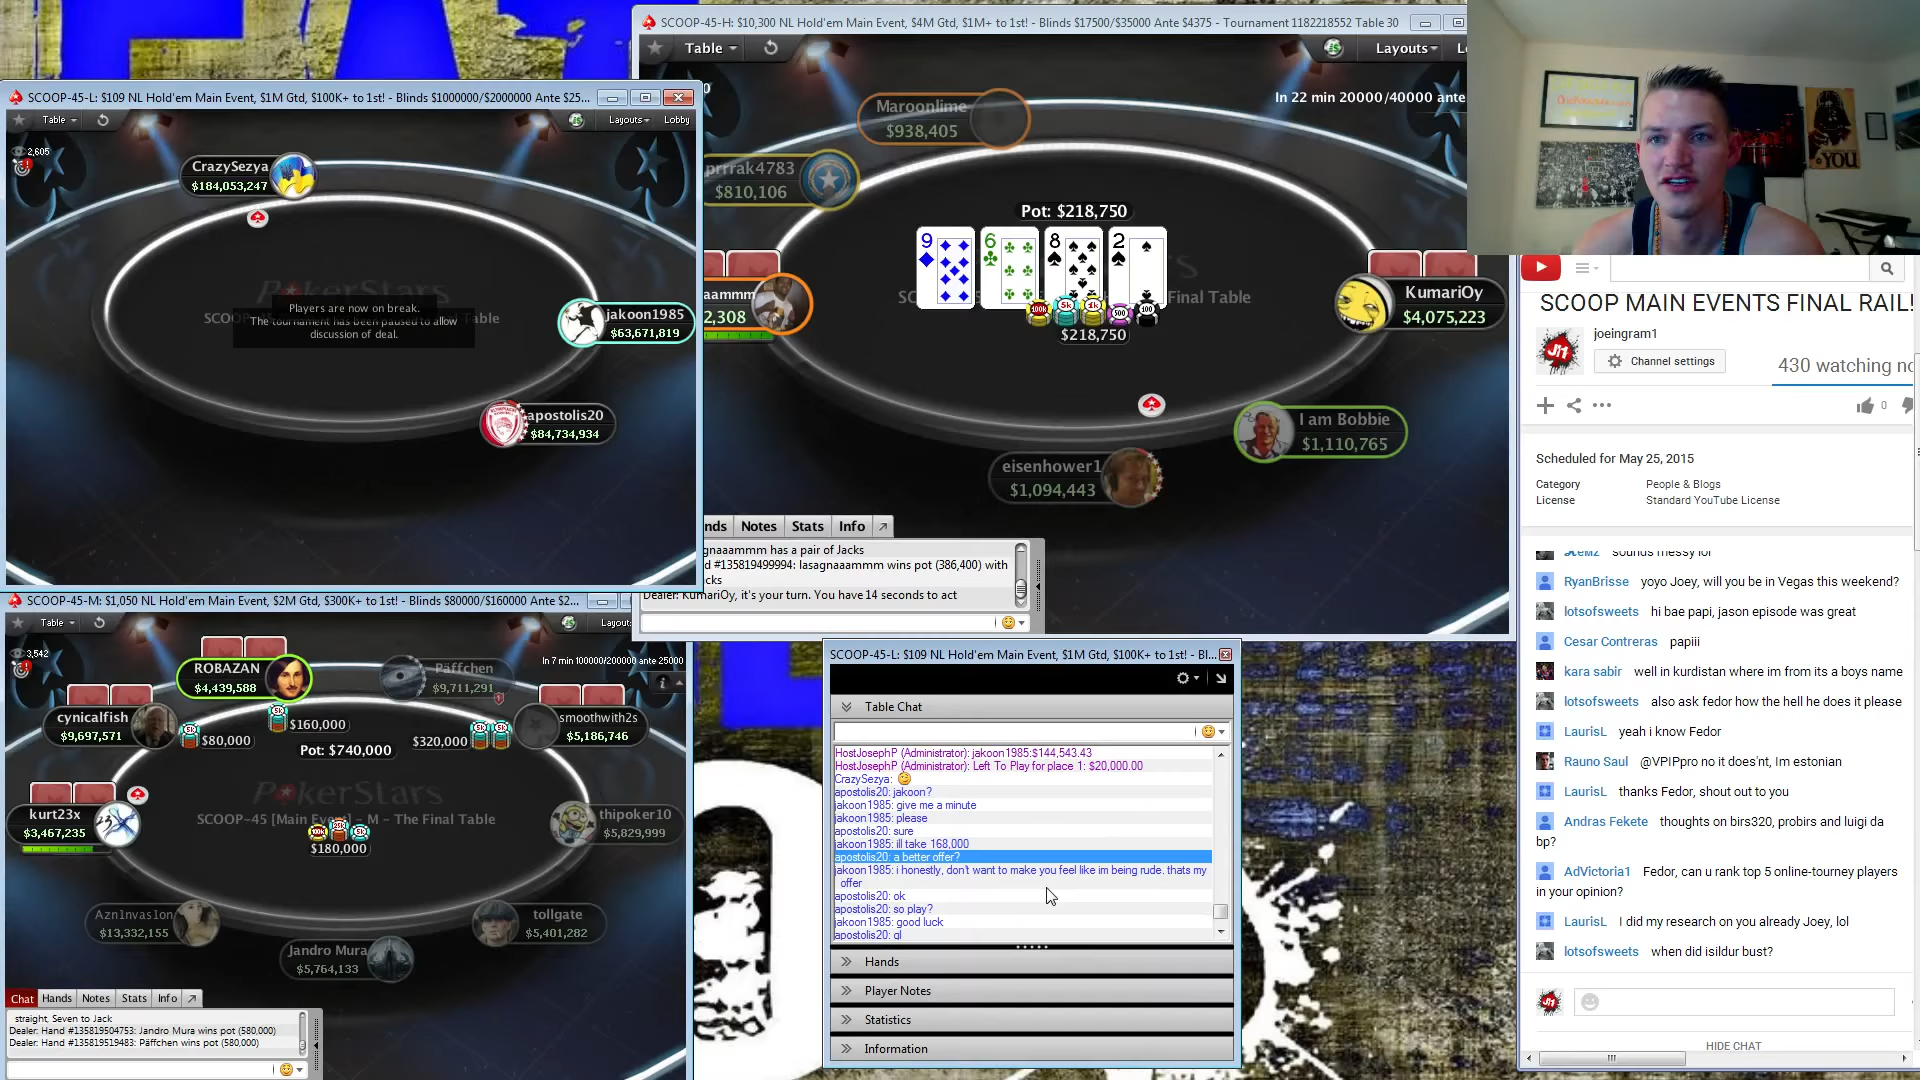 SCOOP-45-H: $10,300 NL Hold'em Main Event, $4M Gtd, $1M+ to 1st! - Blinds $17500/$35000 Ante $4375 - Tournament 1182218552 Table 30
Table
Layouts
In 22 min 20000/40000 ante
Maroonlime
$938,405
prrrak4783
$810,106
Pot: $218,750
9
6
8
2
aammm
2,308
Final Table
KumariOy
$4,075,223
$218,750
I am Bobbie
$1,110,765
eisenhower1
$1,094,443
nds
Notes
Stats
Info
gnaaammm has a pair of Jacks
d #135819499994: lasagnaaammm wins pot (386,400) with
cks
Dealer: KumariOy, it's your turn. You have 14 seconds to act
SCOOP-45-L: $109 NL Hold'em Main Event, $1M Gtd, $100K+ to 1st! - Blinds $1000000/$2000000 Ante $25...
Table
Layouts
Lobby
2,605
CrazySezya
$184,053,247
Players are now on break.
The tournament has been paused to allow
discussion of deal.
jakoon1985
$63,671,819
apostolis20
$84,734,934
SCOOP-45-M: $1,050 NL Hold'em Main Event, $2M Gtd, $300K+ to 1st! - Blinds $80000/$160000 Ante $2...
Table
Layout
3,542
In 7 min 100000/200000 ante 25000
ROBAZAN
$4,439,588
Päffchen
$9,711,291
cynicalfish
$9,697,571
$80,000
$160,000
$320,000
smoothwith2s
$5,186,746
Pot: $740,000
PokerStars
SCOOP-45 [Main Event] - M - The Final Table
kurt23x
$3,467,235
$180,000
thipoker10
$5,829,999
AznInvas1on
$13,332,155
tollgate
$5,401,282
Jandro Mura
$5,764,133
Chat
Hands
Notes
Stats
Info
straight, Seven to Jack
Dealer: Hand #135819504753: Jandro Mura wins pot (580,000)
Dealer: Hand #135819519483: Päffchen wins pot (580,000)
SCOOP-45-L: $109 NL Hold'em Main Event, $1M Gtd, $100K+ to 1st! - Bl...
Table Chat
HostJosephP (Administrator): jakoon1985:$144,543.43
HostJosephP (Administrator): Left To Play for place 1: $20,000.00
CrazySezya:
apostolis20: jakoon?
jakoon1985: give me a minute
jakoon1985: please
apostolis20: sure
jakoon1985: ill take 168,000
apostolis20: a better offer?
jakoon1985: i honestly, don't want to make you feel like im being rude. thats my
offer
apostolis20: ok
apostolis20: so play?
jakoon1985: good luck
apostolis20: gl
Hands
Player Notes
Statistics
Information
YOU
SCOOP MAIN EVENTS FINAL RAIL!
joeingram1
Channel settings
430 watching no
0
Scheduled for May 25, 2015
Category People & Blogs
License Standard YouTube License
sounds messy lol
RyanBrisse yoyo Joey, will you be in Vegas this weekend?
lotsofsweets hi bae papi, jason episode was great
Cesar Contreras papiii
kara sabir well in kurdistan where im from its a boys name
lotsofsweets also ask fedor how the hell he does it please
LaurisL yeah i know Fedor
Rauno Saul @VPIPpro no it does'nt, Im estonian
LaurisL thanks Fedor, shout out to you
Andras Fekete thoughts on birs320, probirs and luigi da
bp?
AdVictoria1 Fedor, can u rank top 5 online-tourney players
in your opinion?
LaurisL I did my research on you already Joey, lol
lotsofsweets when did isildur bust?
HIDE CHAT